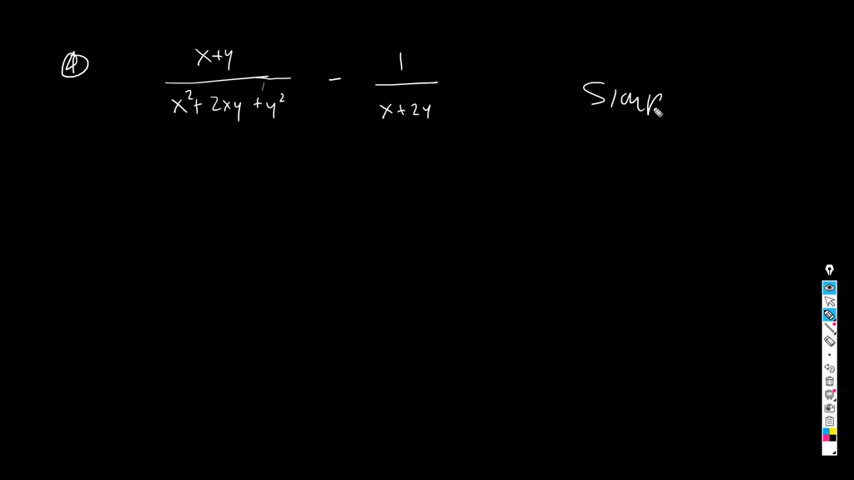 ④ (x+y)/(x²+2xy+y²) - 1/(x+2y)
Simp